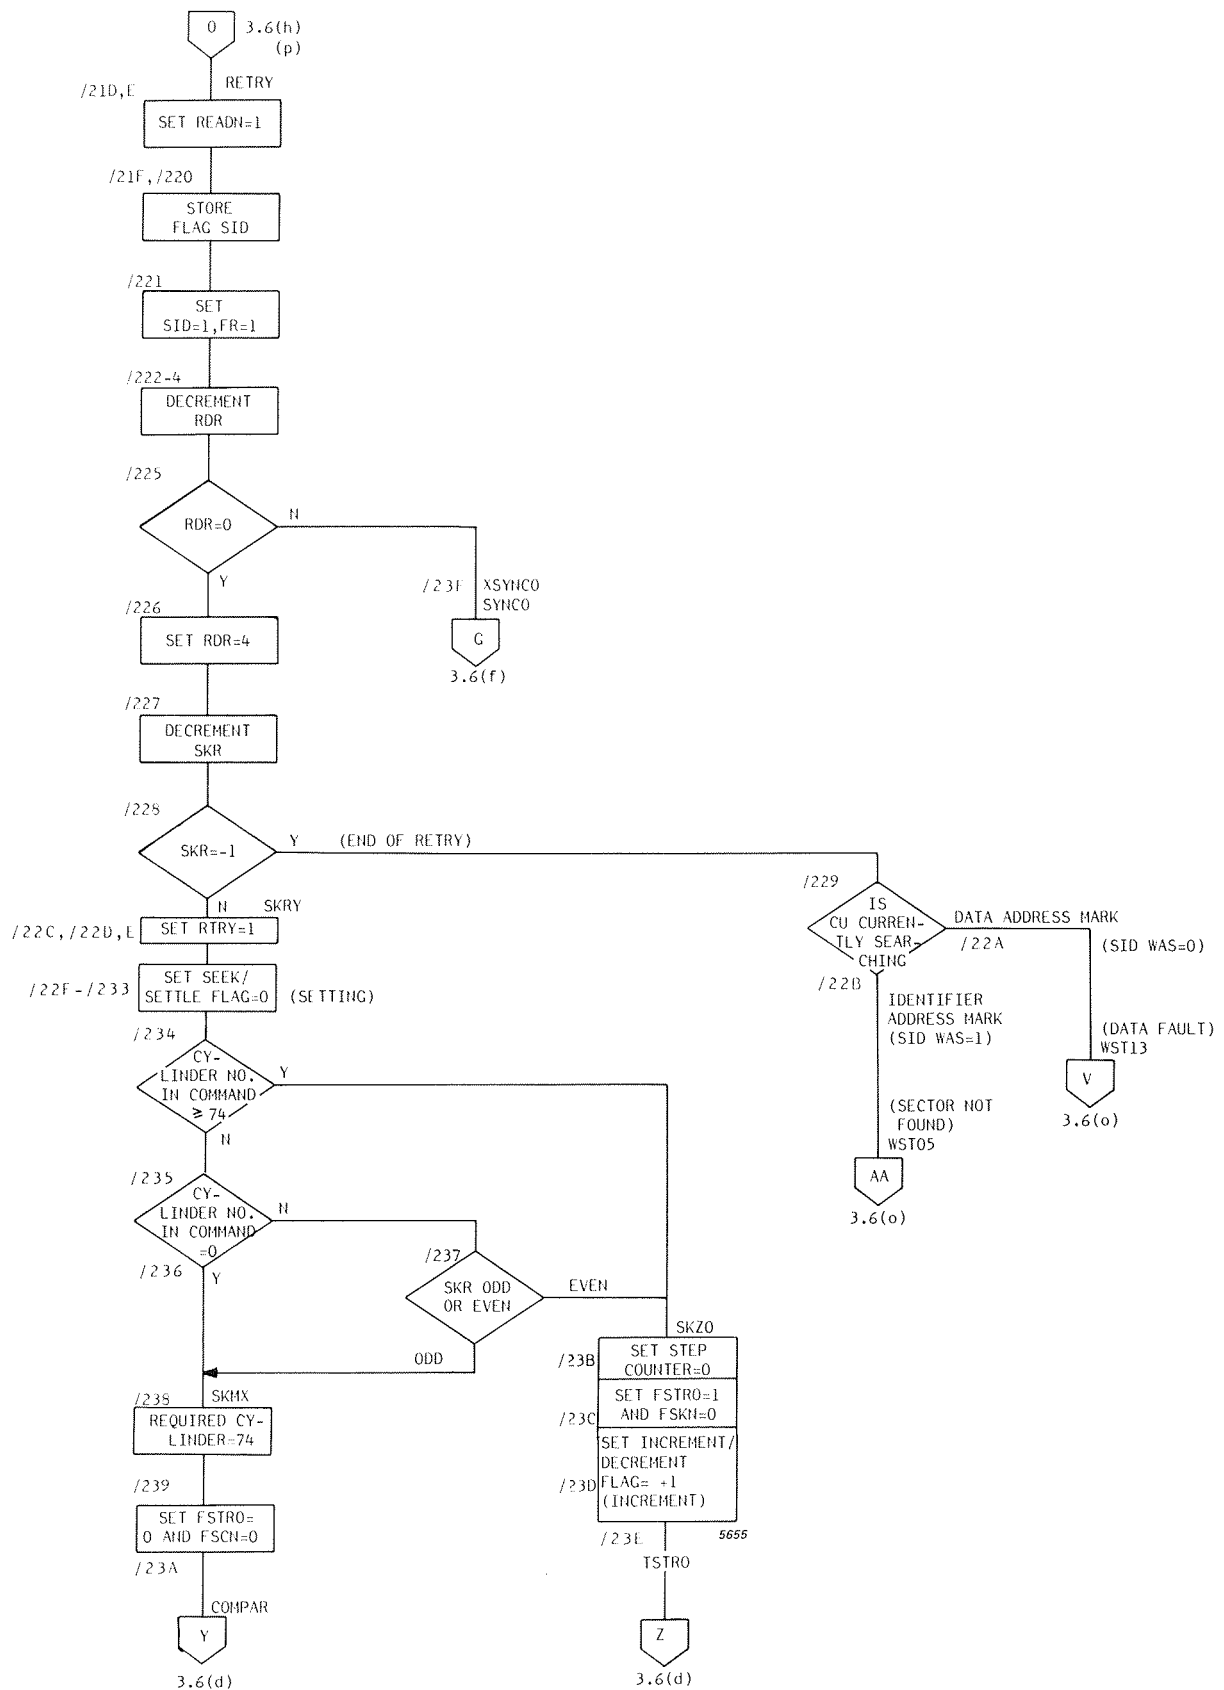 O 3.6(h)
(p)
RETRY
/21D,E
SET READN=1
/21F,/220
STORE
FLAG SID
/221
SET
SID=1,FR=1
/222-4
DECREMENT
RDR
/225
RDR=0
N
Y
/23F XSYNCO
SYNCO
G
3.6(f)
/226
SET RDR=4
/227
DECREMENT
SKR
/228
SKR=-1
Y (END OF RETRY)
N SKRY
/229
IS
CU CURREN-
TLY SEAR-
CHING
DATA ADDRESS MARK
/22A
(SID WAS=0)
/22B
IDENTIFIER
ADDRESS MARK
(SID WAS=1)
(DATA FAULT)
WST13
V
3.6(o)
(SECTOR NOT
FOUND)
WST05
AA
3.6(o)
/22C,/22D,E
SET RTRY=1
/22F-/233
SET SEEK/
SETTLE FLAG=0
(SETTING)
/234
CY-
LINDER NO.
IN COMMAND
≥ 74
Y
N
/235
CY-
LINDER NO.
IN COMMAND
=0
N
/236
Y
/237
SKR ODD
OR EVEN
EVEN
ODD
SKZO
/23B
SET STEP
COUNTER=0
/23C
SET FSTRO=1
AND FSKN=0
/23D
SET INCREMENT/
DECREMENT
FLAG= +1
(INCREMENT)
/23E
5655
TSTRO
Z
3.6(d)
/238
SKMX
REQUIRED CY-
LINDER=74
/239
SET FSTRO=
0 AND FSCN=0
/23A
COMPAR
Y
3.6(d)